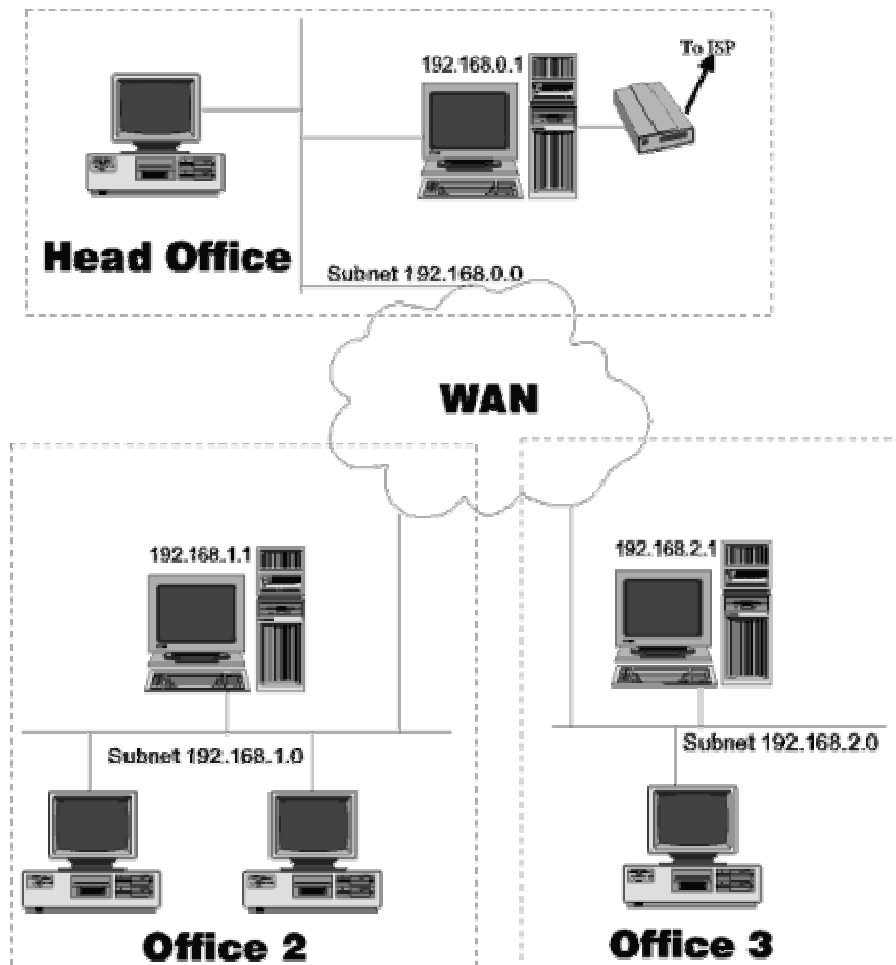 To ISP
192.168.0.1
Head Office
Subnet 192.168.0.0
WAN
192.168.1.1
192.168.2.1
Subnet 192.168.1.0
Subnet 192.168.2.0
Office 2
Office 3